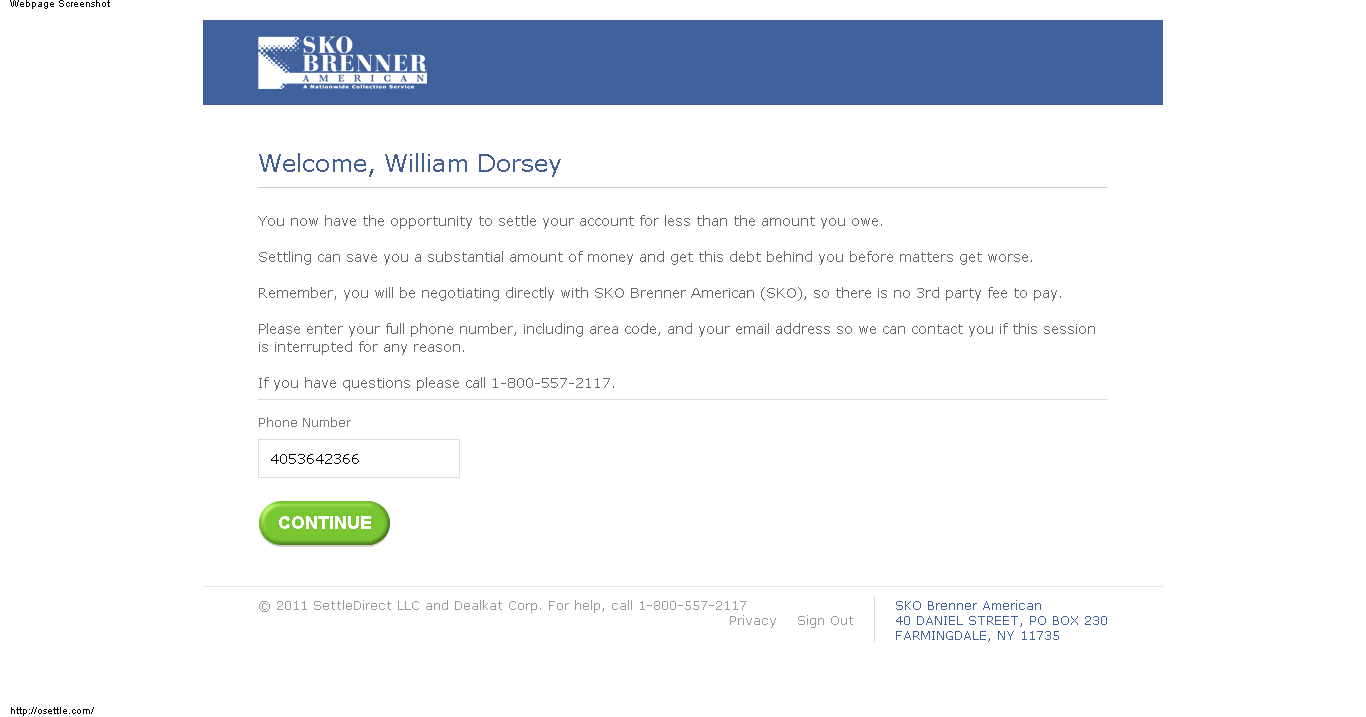 Webpage Screenshot
SKO
BRENNER
AMERICAN
A Nationwide Collection Service
Welcome, William Dorsey
You now have the opportunity to settle your account for less than the amount you owe.
Settling can save you a substantial amount of money and get this debt behind you before matters get worse.
Remember, you will be negotiating directly with SKO Brenner American (SKO), so there is no 3rd party fee to pay.
Please enter your full phone number, including area code, and your email address so we can contact you if this session
is interrupted for any reason.
If you have questions please call 1-800-557-2117.
Phone Number
4053642366
CONTINUE
© 2011 SettleDirect LLC and Dealkat Corp. For help, call 1-800-557-2117
Privacy Sign Out
SKO Brenner American
40 DANIEL STREET, PO BOX 230
FARMINGDALE, NY 11735
http://osettle.com/